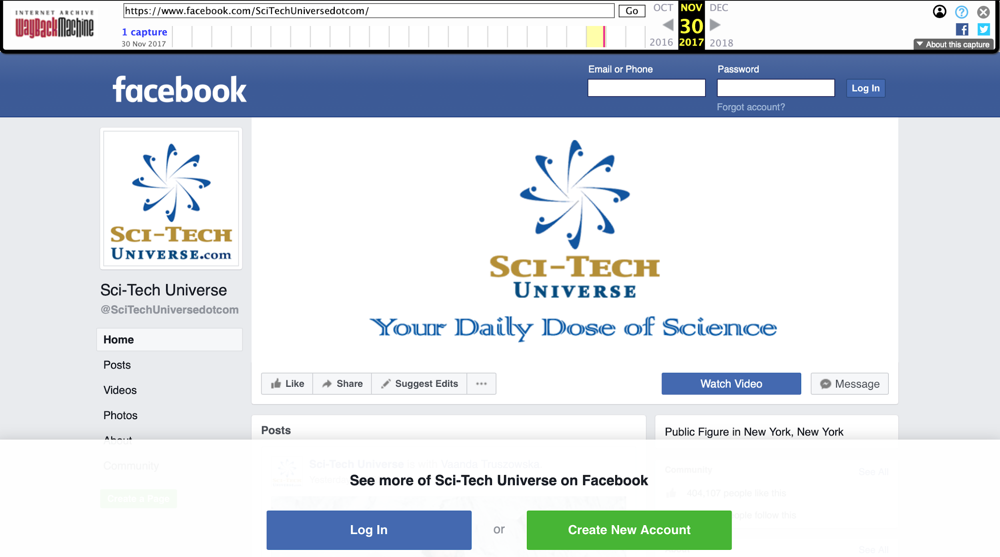 INTERNET ARCHIVE
WayBackMachine
https://www.facebook.com/SciTechUniversedotcom/
Go
OCT
NOV
DEC
1 capture
30
30 Nov 2017
2016
2017
2018
About this capture
facebook
Email or Phone
Password
Log In
Forgot account?
SCI-TECH
UNIVERSE.com
Sci-Tech Universe
@SciTechUniversedotcom
Home
Posts
Videos
Photos
About
Community
Create a Page
SCI-TECH
UNIVERSE
Your Daily Dose of Science
Like
Share
Suggest Edits
Watch Video
Message
Posts
Sci-Tech Universe is with Vaanda Truszowska.
Yesterday
Public Figure in New York, New York
Community
See All
404,107 people like this
people follow this
About
See All
See more of Sci-Tech Universe on Facebook
Log In
or
Create New Account